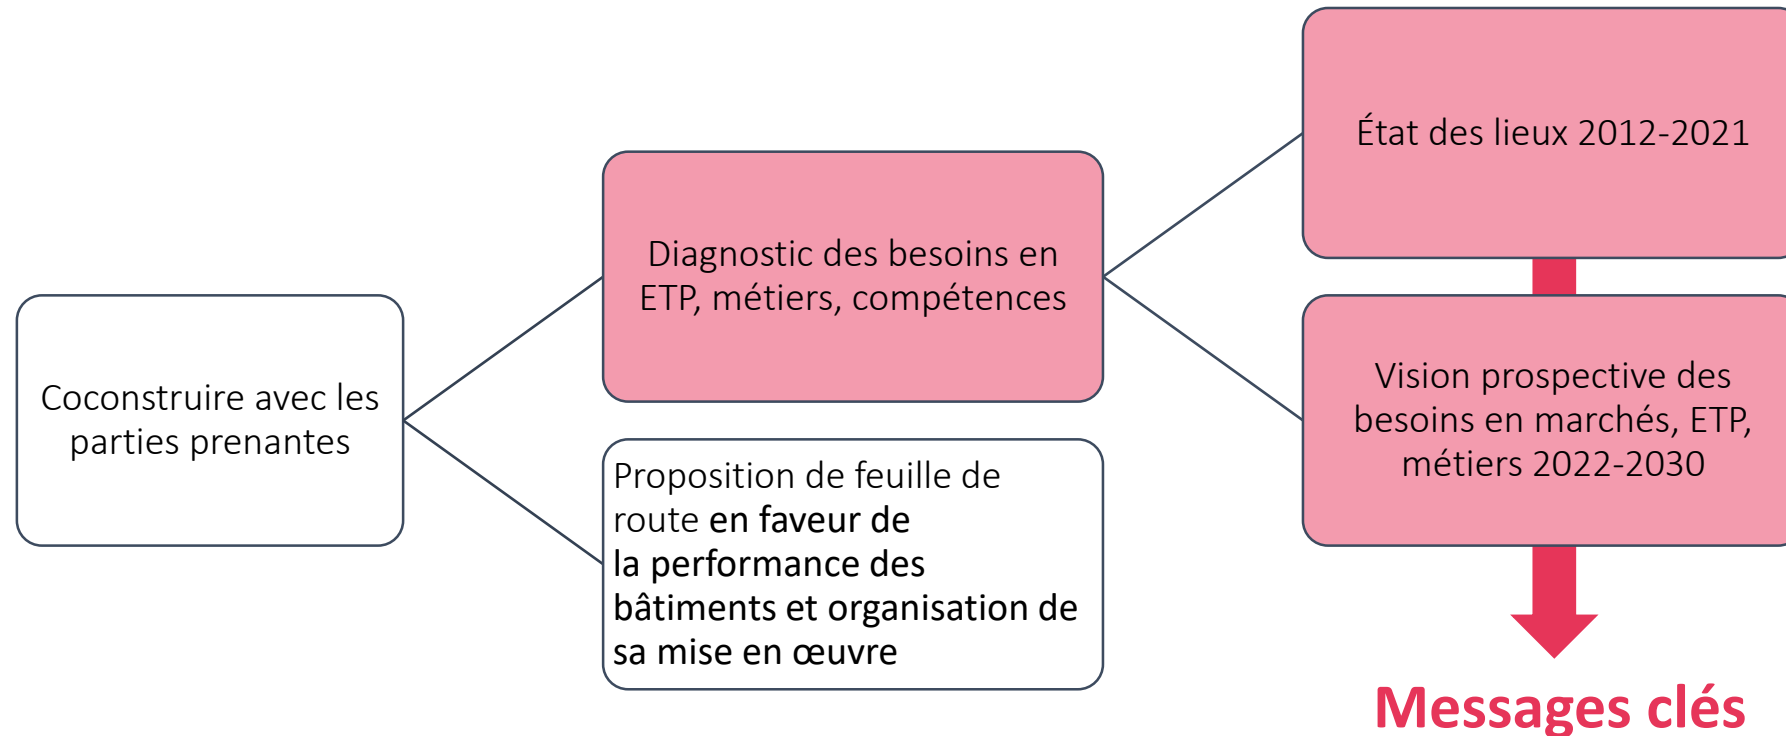 Coconstruire avec les
parties prenantes
Diagnostic des besoins en
ETP, métiers, compétences
Proposition de feuille de
route en faveur de
la performance des
bâtiments et organisation de
sa mise en œuvre
État des lieux 2012-2021
Vision prospective des
besoins en marchés, ETP,
métiers 2022-2030
Messages clés